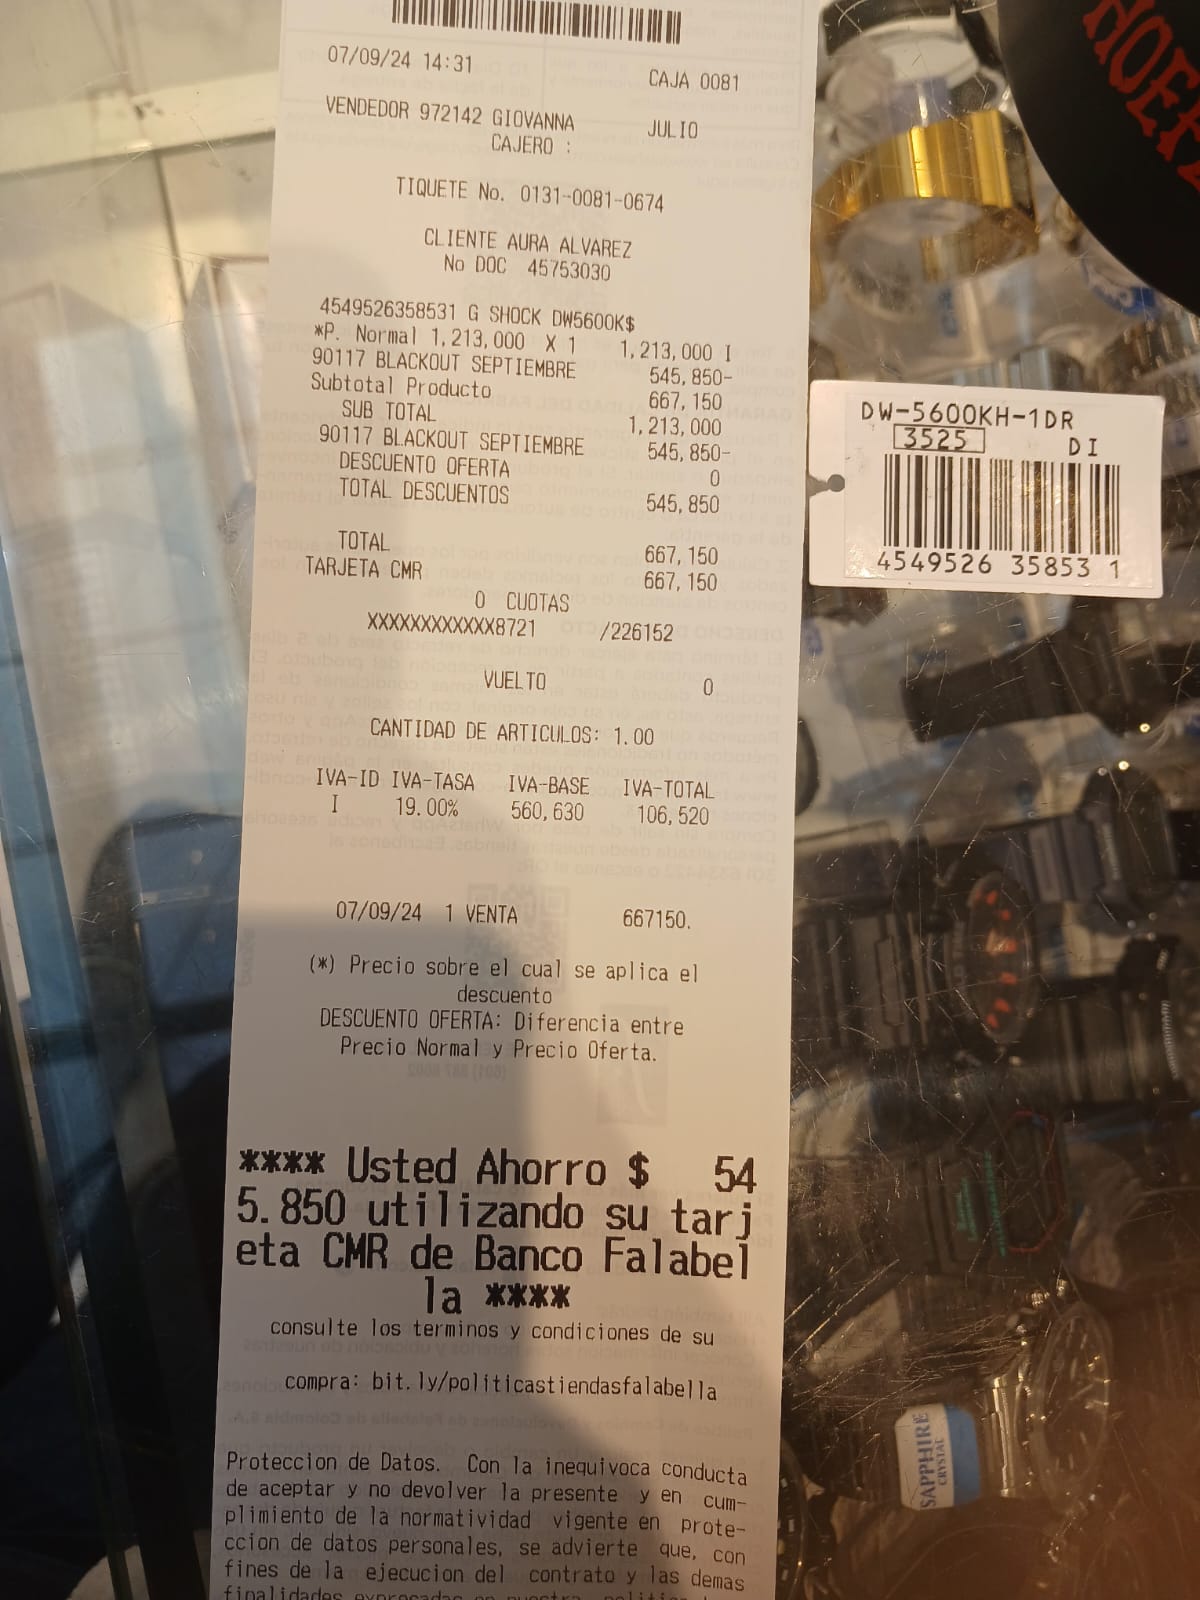 07/09/24 14:31 CAJA 0081
VENDEDOR 972142 GIOVANNA JULIO
CAJERO :
TIQUETE No. 0131-0081-0674
CLIENTE AURA ALVAREZ
No DOC 45753030
4549526358531 G SHOCK DW5600K$
*P. Normal 1,213,000 X 1 1,213,000 I
90117 BLACKOUT SEPTIEMBRE 545,850-
Subtotal Producto 667,150
SUB TOTAL 1,213,000
90117 BLACKOUT SEPTIEMBRE 545,850-
DESCUENTO OFERTA 0
TOTAL DESCUENTOS 545,850
TOTAL 667,150
TARJETA CMR 667,150
0 CUOTAS
XXXXXXXXXXXX8721 /226152
VUELTO 0
CANTIDAD DE ARTICULOS: 1.00
IVA-ID IVA-TASA IVA-BASE IVA-TOTAL
I 19.00% 560,630 106,520
07/09/24 1 VENTA 667150.
(*) Precio sobre el cual se aplica el
descuento
DESCUENTO OFERTA: Diferencia entre
Precio Normal y Precio Oferta.
**** Usted Ahorro $ 54
5.850 utilizando su tarj
eta CMR de Banco Falabel
la ****
consulte los terminos y condiciones de su
compra: bit.ly/politicastiendasfalabella
Proteccion de Datos. Con la inequivoca conducta
de aceptar y no devolver la presente y en cum-
plimiento de la normatividad vigente en prote-
ccion de datos personales, se advierte que, con
fines de la ejecucion del contrato y las demas
DW-5600KH-1DR
3525 DI
4549526 35853 1
SAPPHIRE
CRYSTAL